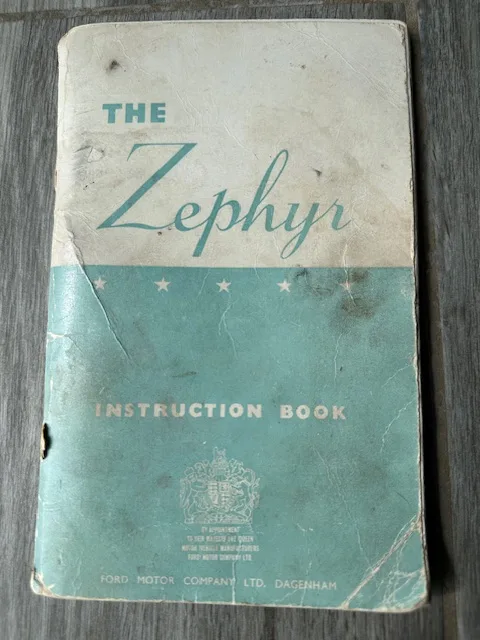 THE
Zephyr
INSTRUCTION BOOK
BY APPOINTMENT
TO HER MAJESTY THE QUEEN
MOTOR VEHICLE MANUFACTURERS
FORD MOTOR COMPANY LTD.
FORD MOTOR COMPANY LTD. DAGENHAM